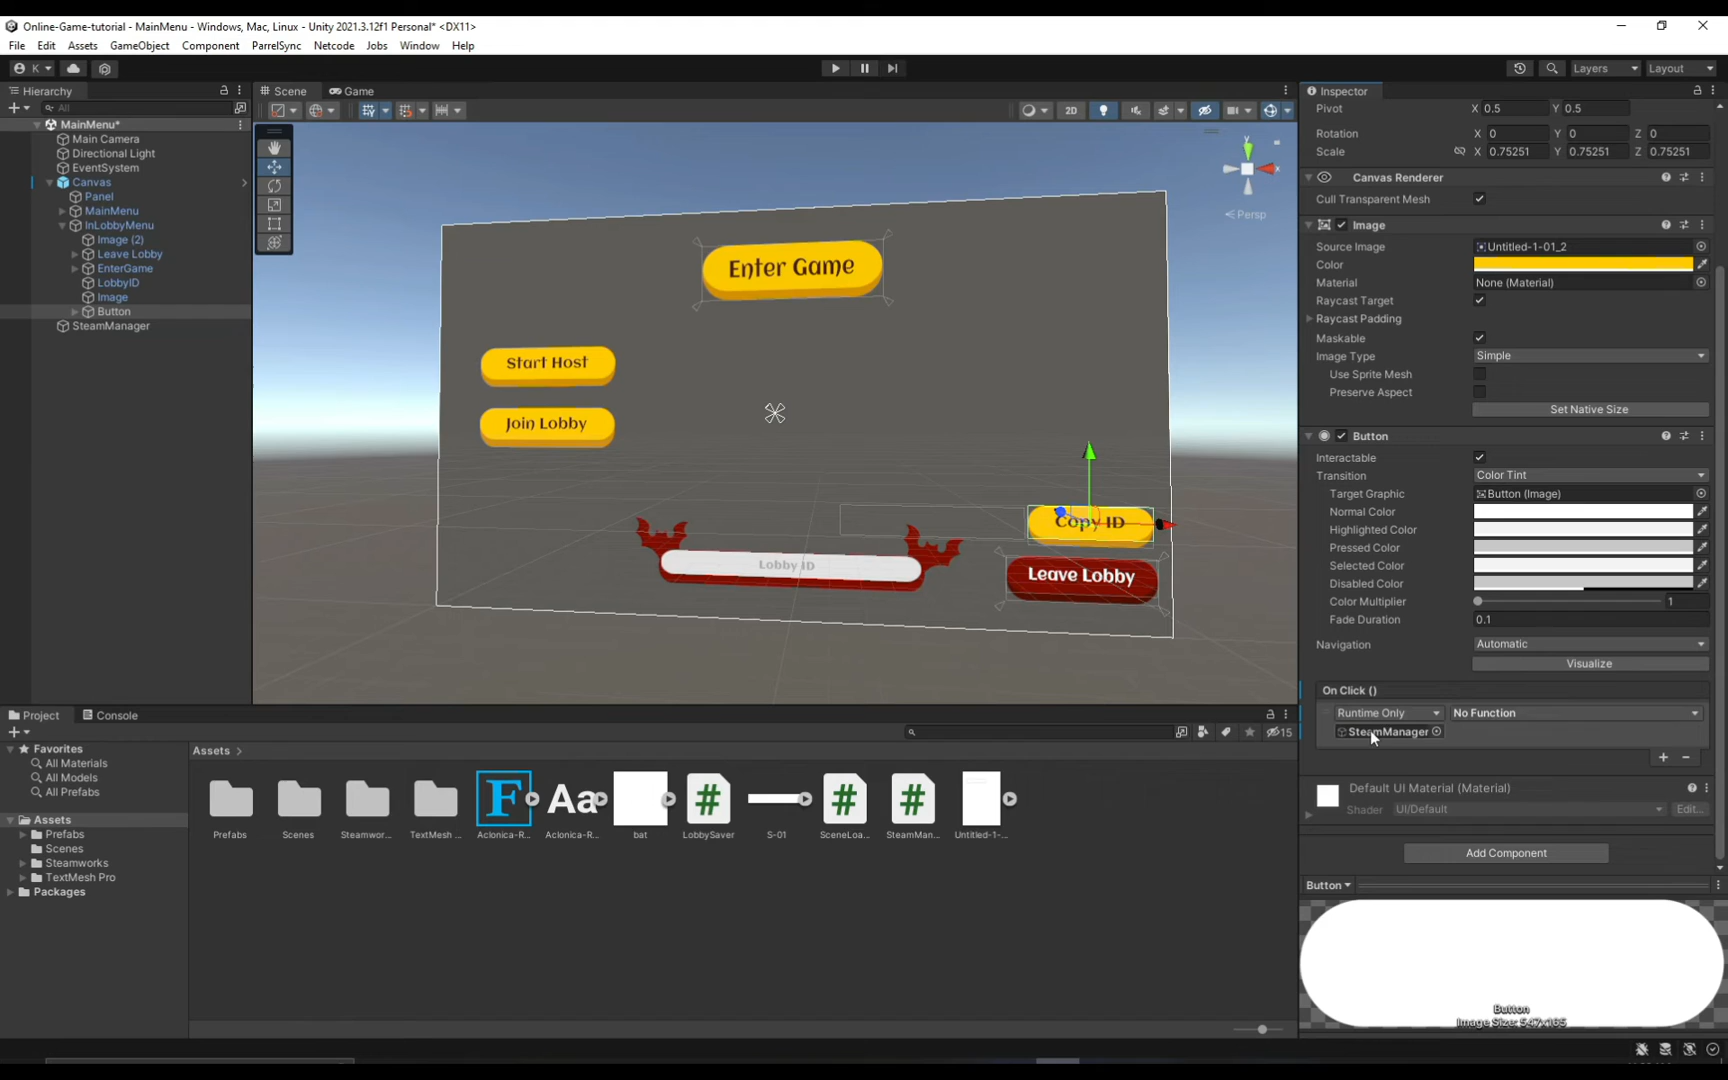 Online-Game-tutorial - MainMenu - Windows, Mac, Linux - Unity 2021.3.12f1 Personal* <DX11>
File Edit Assets GameObject Component ParrelSync Netcode Jobs Window Help
K Layers Layout
Hierarchy
All
MainMenu*
Main Camera
Directional Light
EventSystem
Canvas
Panel
MainMenu
InLobbyMenu
Image (2)
Leave Lobby
EnterGame
LobbyID
Image
Button
SteamManager
Scene Game
2D
y
Persp
Enter Game
Start Host
Join Lobby
Copy ID
Lobby ID
Leave Lobby
Inspector
Pivot X 0.5 Y 0.5
Rotation X 0 Y 0 Z 0
Scale X 0.75251 Y 0.75251 Z 0.75251
Canvas Renderer
Cull Transparent Mesh
Image
Source Image Untitled-1-01_2
Color
Material None (Material)
Raycast Target
Raycast Padding
Maskable
Image Type Simple
Use Sprite Mesh
Preserve Aspect
Set Native Size
Button
Interactable
Transition Color Tint
Target Graphic Button (Image)
Normal Color
Highlighted Color
Pressed Color
Selected Color
Disabled Color
Color Multiplier 1
Fade Duration 0.1
Navigation Automatic
Visualize
On Click ()
Runtime Only No Function
SteamManager
Default UI Material (Material)
Shader UI/Default Edit...
Add Component
Button
Button
Image Size: 547x165
Project Console
15
Favorites
All Materials
All Models
All Prefabs
Assets
Prefabs
Scenes
Steamworks
TextMesh Pro
Packages
Assets >
F Aa # # #
Prefabs Scenes Steamwor... TextMesh ... Aclonica-R... Aclonica-R... bat LobbySaver S-01 SceneLoa... SteamMan... Untitled-1-...